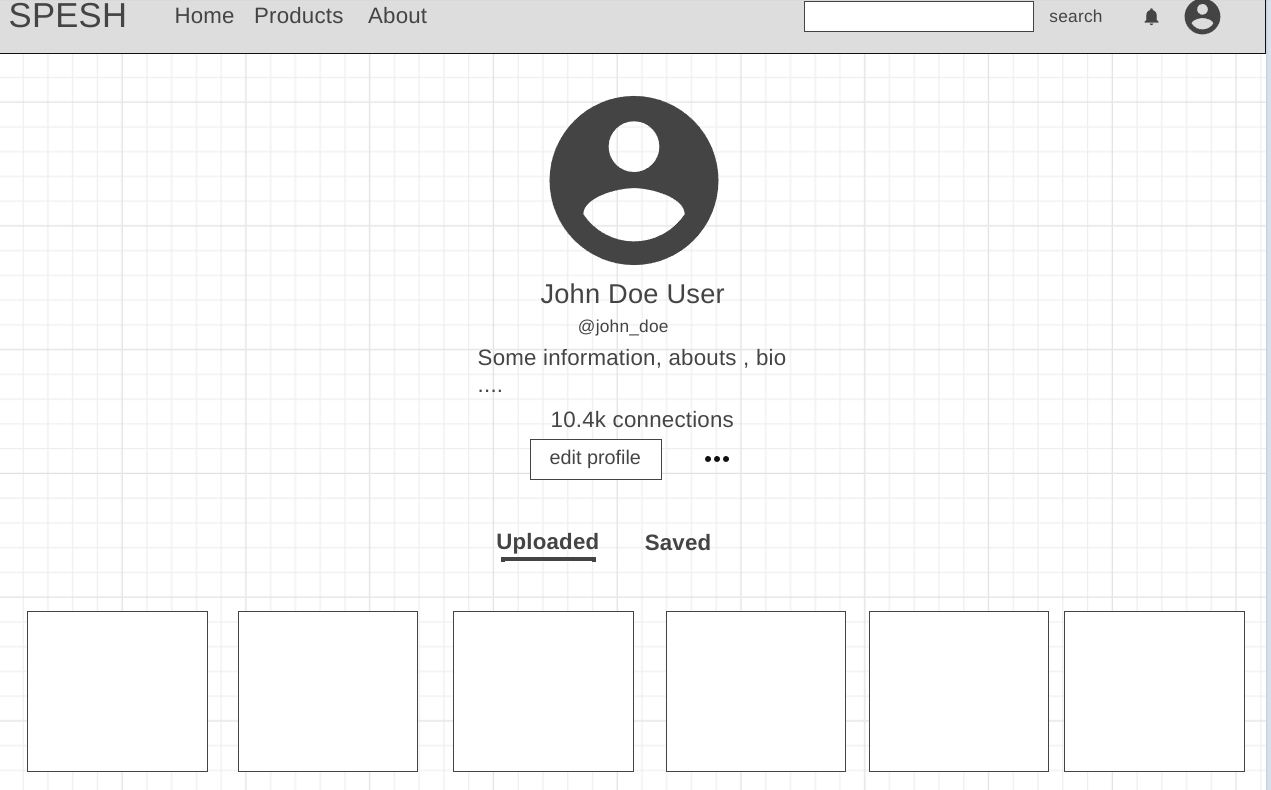 SPESH Home Products About search
John Doe User
@john_doe
Some information, abouts , bio
....
10.4k connections
edit profile •••
Uploaded Saved